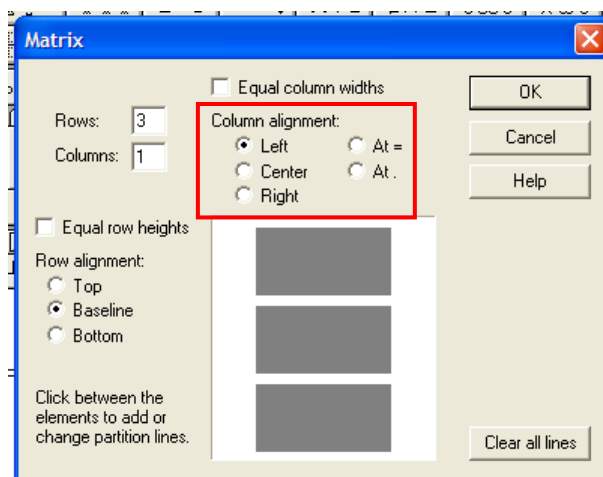 Matrix
Equal column widths
OK
Rows: 3
Column alignment:
Left
At =
Cancel
Columns: 1
Center
At .
Help
Right
Equal row heights
Row alignment:
Top
Baseline
Bottom
Click between the
elements to add or
change partition lines.
Clear all lines